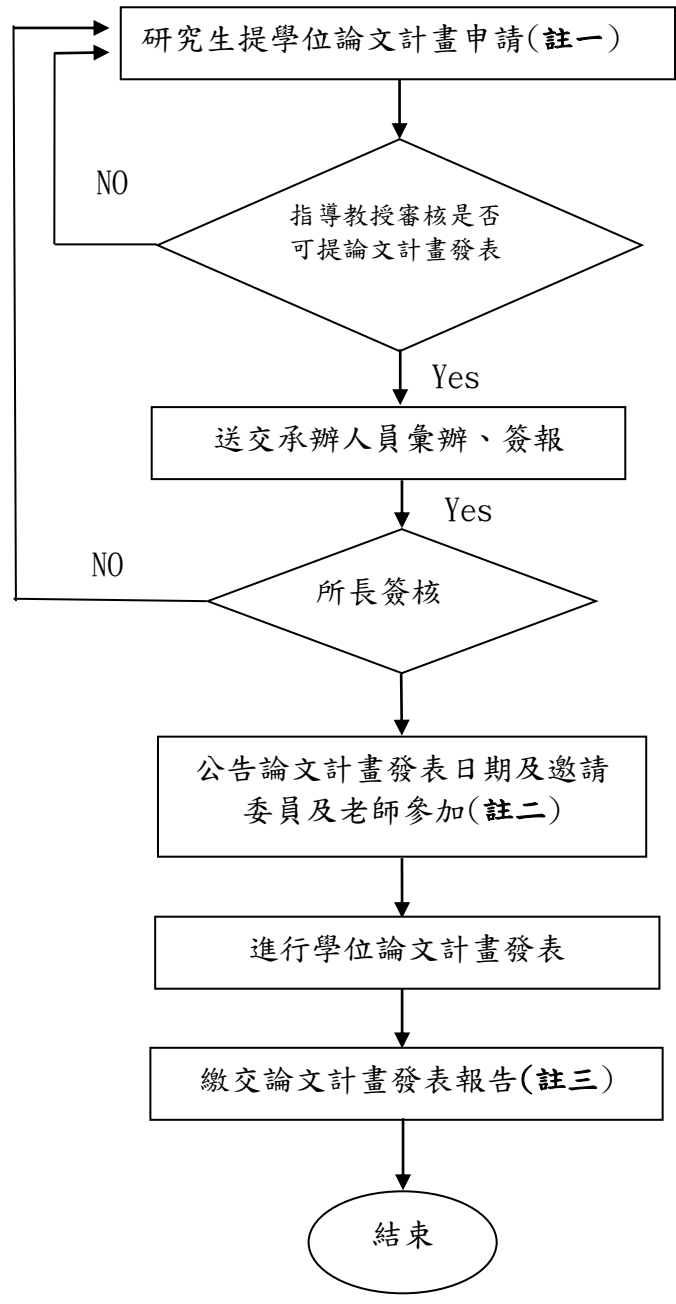 研究生提學位論文計畫申請(註一)
NO
指導教授審核是否
可提論文計畫發表
Yes
送交承辦人員彙辦、簽報
Yes
NO
所長簽核
公告論文計畫發表日期及邀請
委員及老師參加(註二)
進行學位論文計畫發表
繳交論文計畫發表報告(註三)
結束